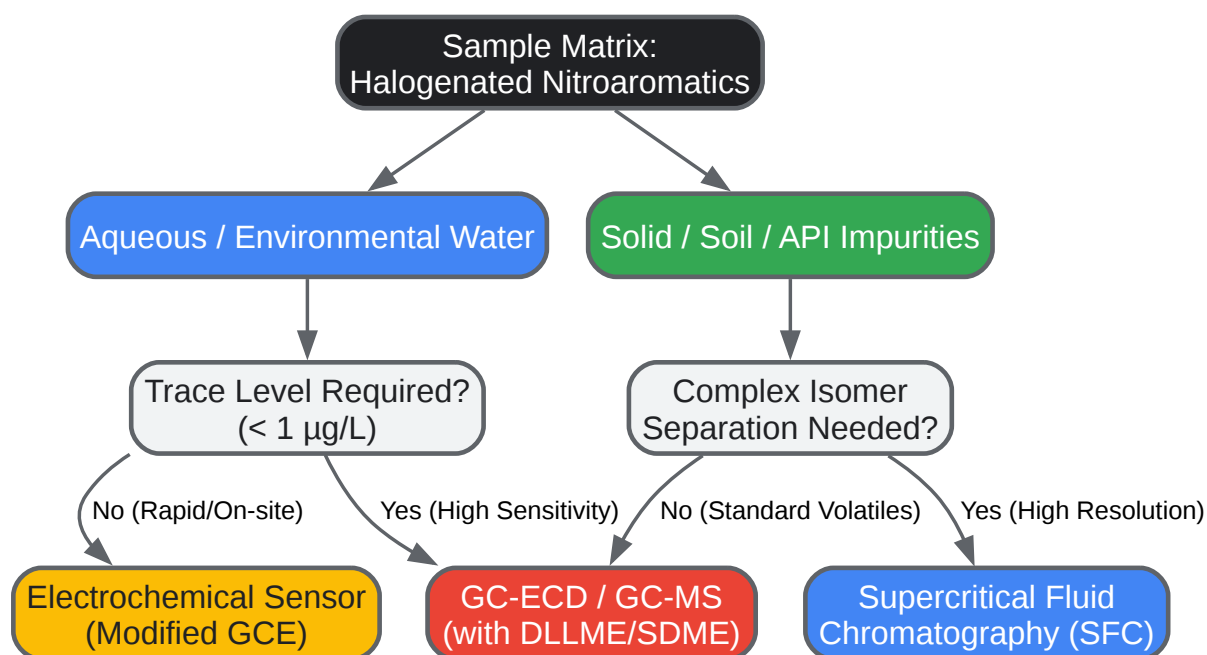 Sample Matrix:
Halogenated Nitroaromatics
Aqueous / Environmental Water
Solid / Soil / API Impurities
Trace Level Required?
(< 1 µg/L)
Complex Isomer
Separation Needed?
No (Rapid/On-site)
Yes (High Sensitivity)
No (Standard Volatiles)
Yes (High Resolution)
Electrochemical Sensor
(Modified GCE)
GC-ECD / GC-MS
(with DLLME/SDME)
Supercritical Fluid
Chromatography (SFC)